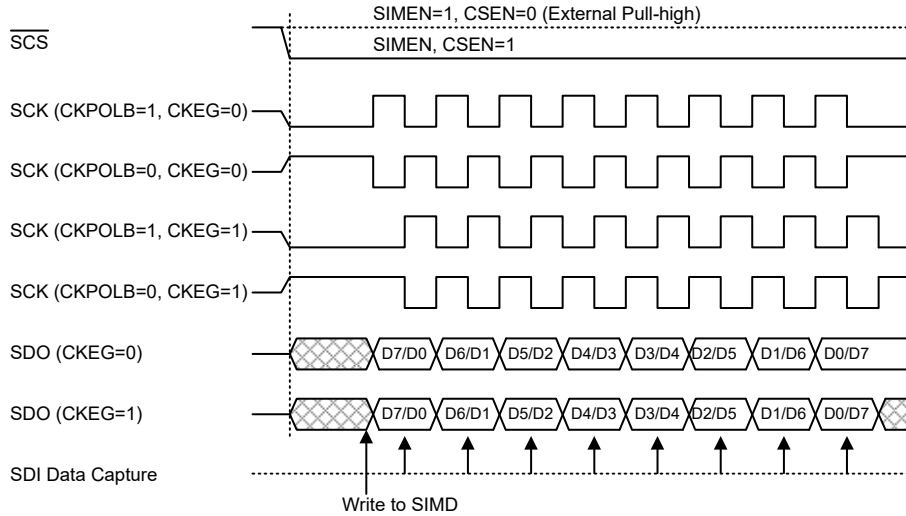 SIMEN=1, CSEN=0 (External Pull-high)
SCS
SIMEN, CSEN=1
SCK (CKPOLB=1, CKEG=0)
SCK (CKPOLB=0, CKEG=0)
SCK (CKPOLB=1, CKEG=1)
SCK (CKPOLB=0, CKEG=1)
SDO (CKEG=0) D7/D0 D6/D1 D5/D2 D4/D3 D3/D4 D2/D5 D1/D6 D0/D7
SDO (CKEG=1) D7/D0 D6/D1 D5/D2 D4/D3 D3/D4 D2/D5 D1/D6 D0/D7
SDI Data Capture
Write to SIMD